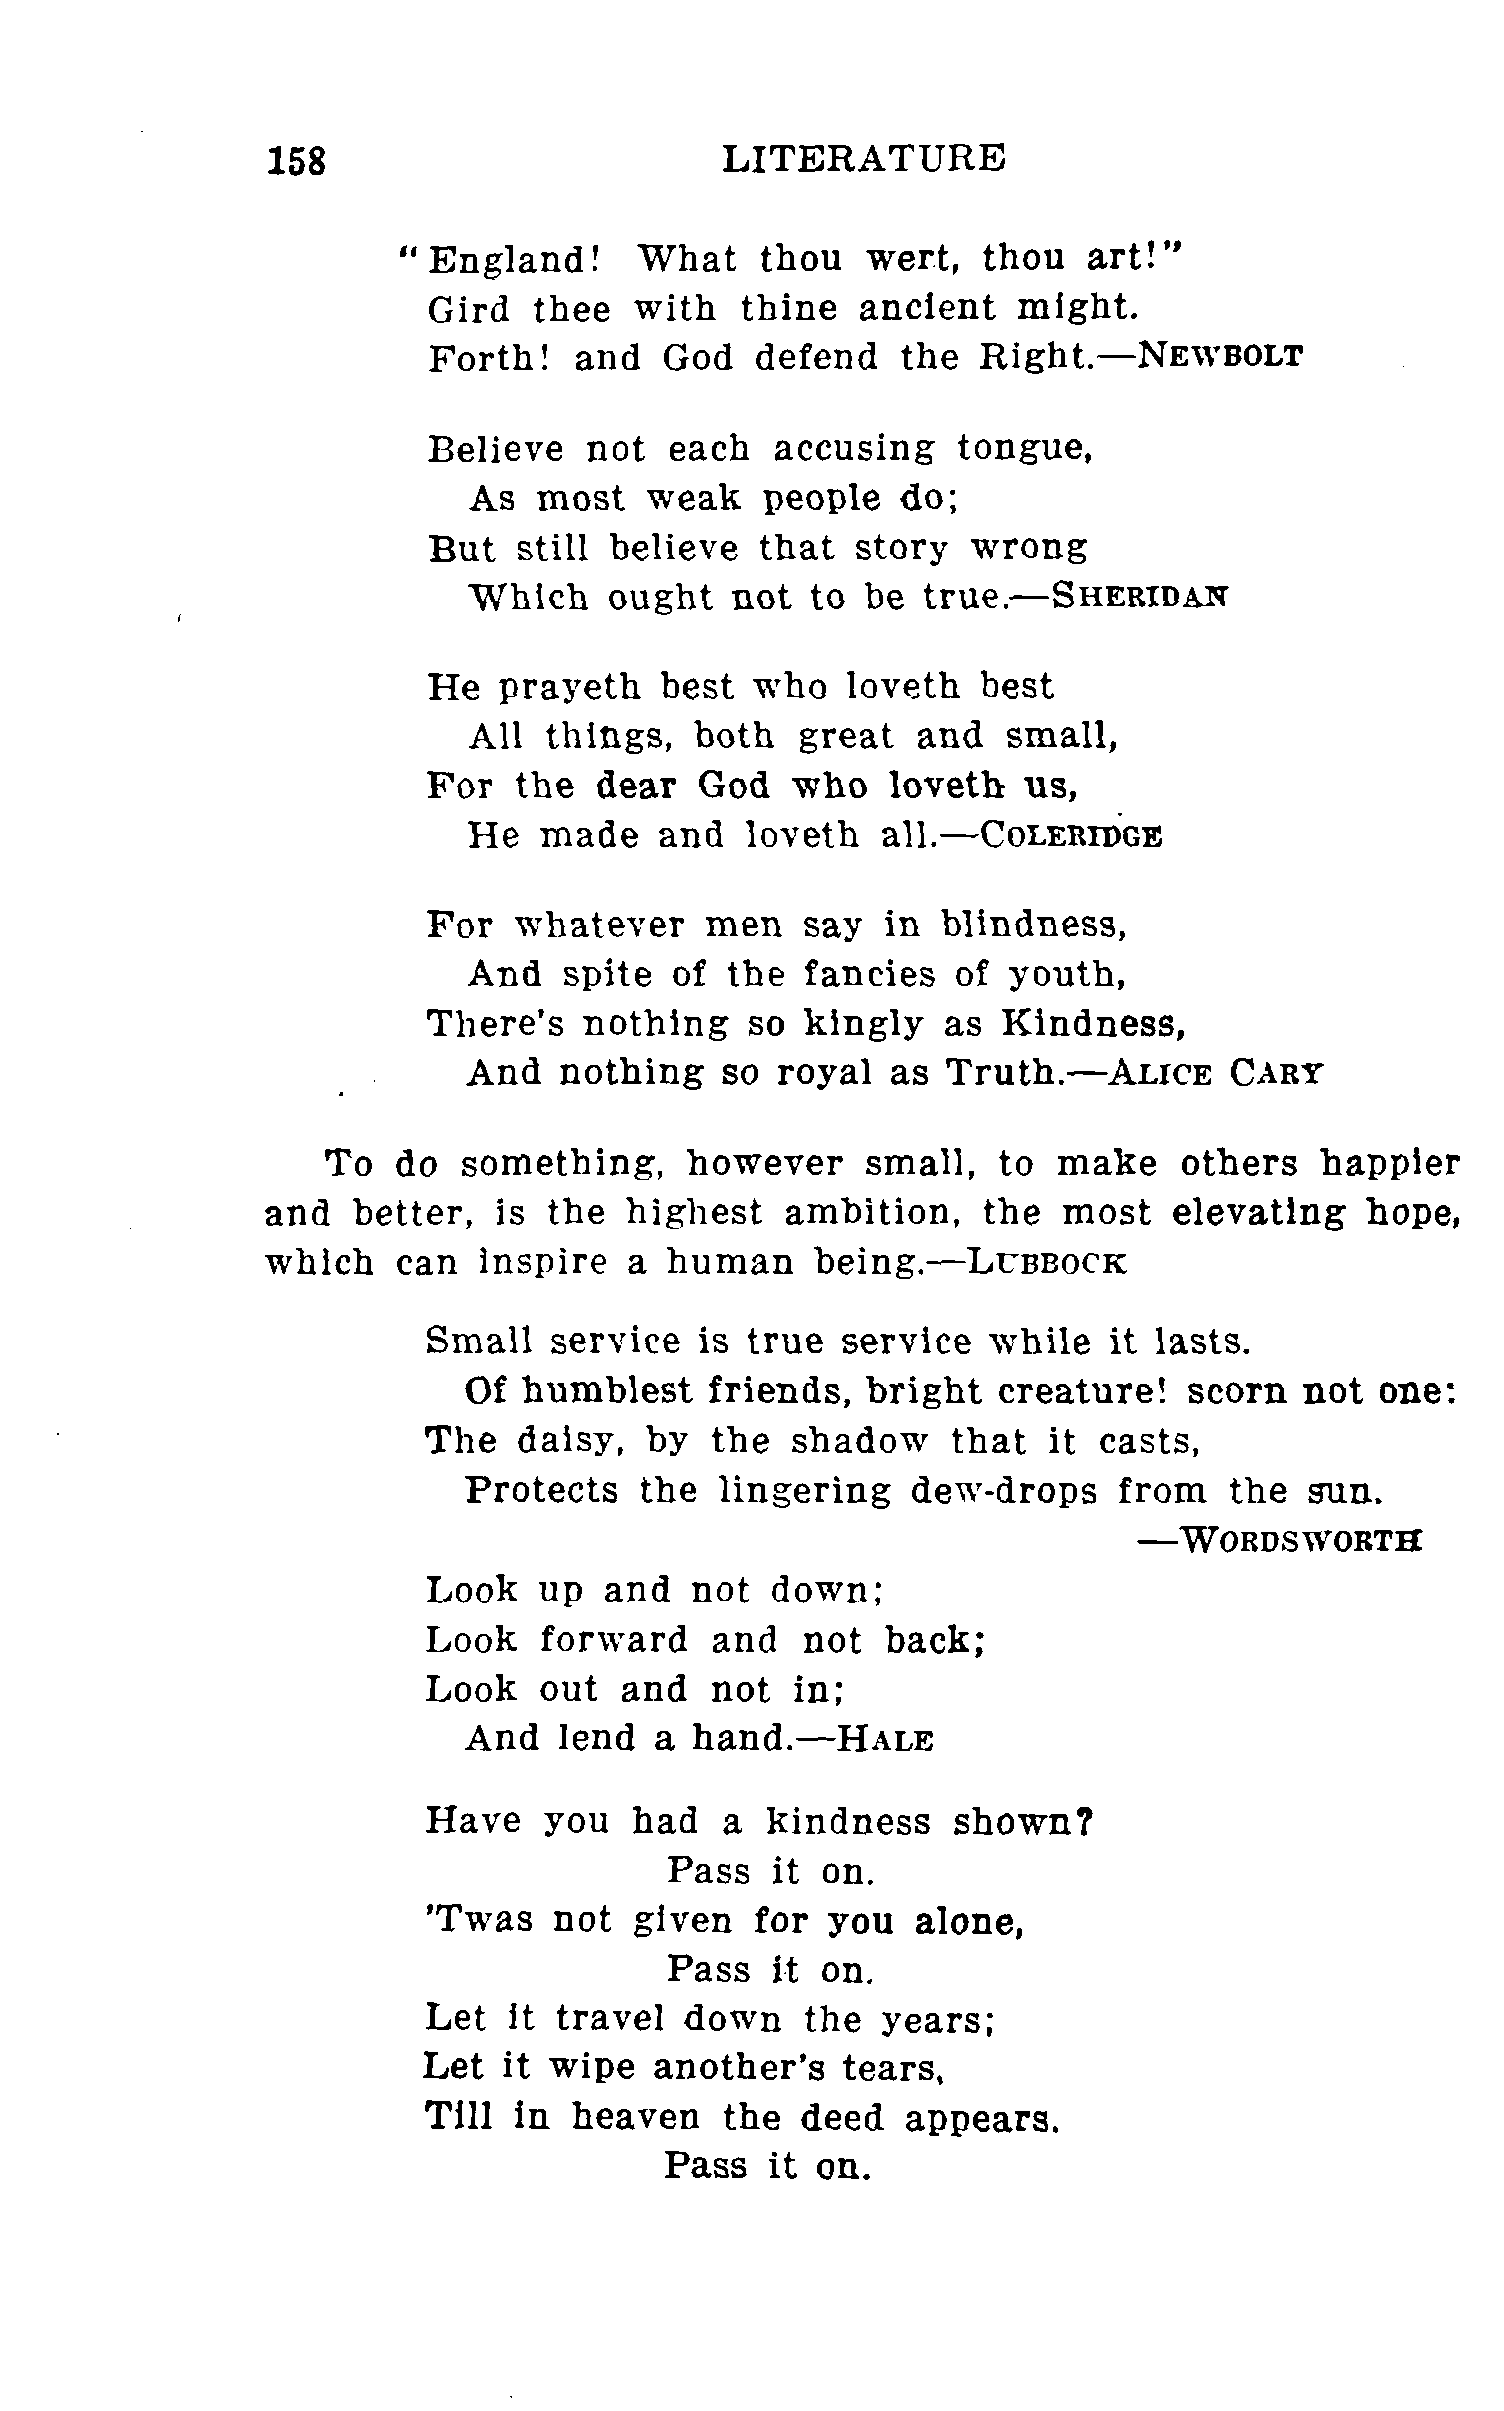 158 LITERATURE
"England! What thou wert, thou art!"
Gird thee with thine ancient might.
Forth! and God defend the Right.—NEWBOLT
Believe not each accusing tongue,
As most weak people do;
But still believe that story wrong
Which ought not to be true.—SHERIDAN
He prayeth best who loveth best
All things, both great and small,
For the dear God who loveth us,
He made and loveth all.—COLERIDGE
For whatever men say in blindness,
And spite of the fancies of youth,
There's nothing so kingly as Kindness,
And nothing so royal as Truth.—ALICE CARY
To do something, however small, to make others happier
and better, is the highest ambition, the most elevating hope,
which can inspire a human being.—LUBBOCK
Small service is true service while it lasts.
Of humblest friends, bright creature! scorn not one:
The daisy, by the shadow that it casts,
Protects the lingering dew-drops from the sun.
—WORDSWORTH
Look up and not down;
Look forward and not back;
Look out and not in;
And lend a hand.—HALE
Have you had a kindness shown?
Pass it on.
'Twas not given for you alone,
Pass it on.
Let it travel down the years;
Let it wipe another's tears,
Till in heaven the deed appears.
Pass it on.